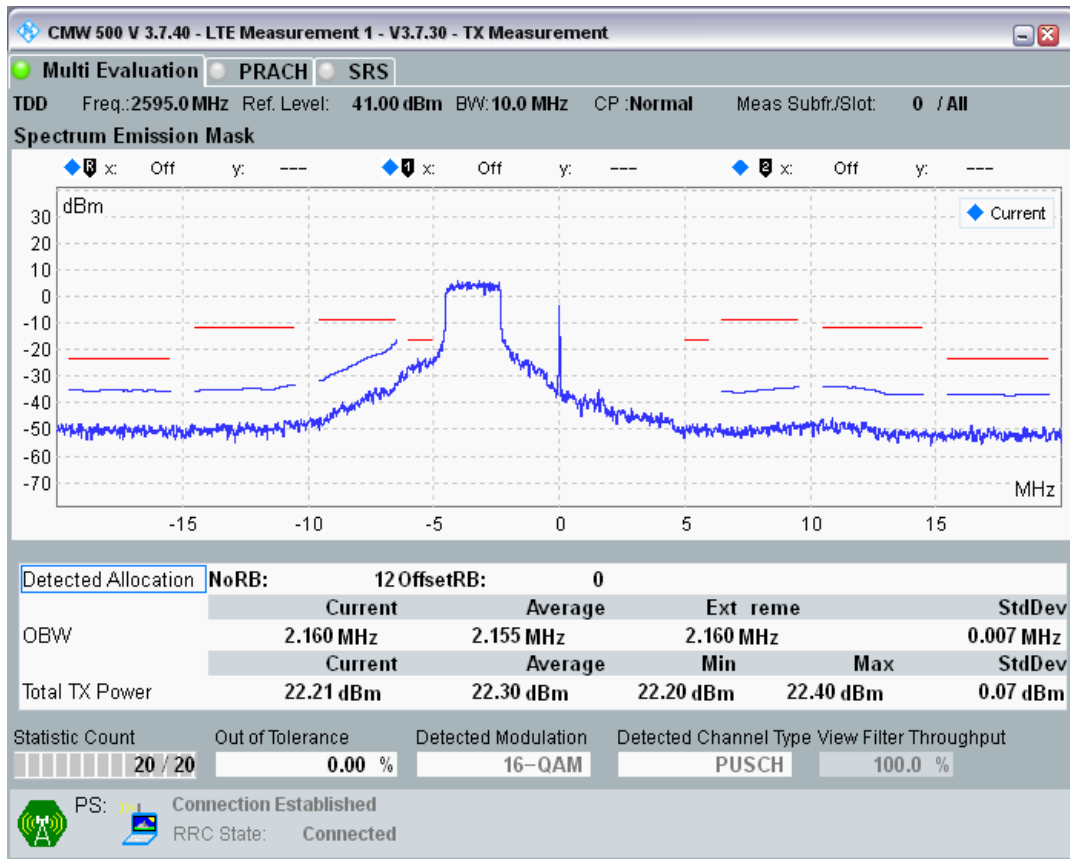 CMW 500 V 3.7.40 - LTE Measurement 1 - V3.7.30 - TX Measurement
Multi Evaluation PRACH SRS
TDD Freq.:2595.0 MHz Ref. Level: 41.00 dBm BW:10.0 MHz CP :Normal Meas Subfr./Slot: 0 / All
Spectrum Emission Mask
R x: Off y: --- 1 x: Off y: --- 2 x: Off y: ---
dBm
Current
30
20
10
0
-10
-20
-30
-40
-50
-60
-70
MHz
-15 -10 -5 0 5 10 15
Detected Allocation NoRB: 12 OffsetRB: 0
Current Average Ext reme StdDev
OBW 2.160 MHz 2.155 MHz 2.160 MHz 0.007 MHz
Current Average Min Max StdDev
Total TX Power 22.21 dBm 22.30 dBm 22.20 dBm 22.40 dBm 0.07 dBm
Statistic Count Out of Tolerance Detected Modulation Detected Channel Type View Filter Throughput
20 / 20 0.00 % 16-QAM PUSCH 100.0 %
PS: Connection Established
RRC State: Connected